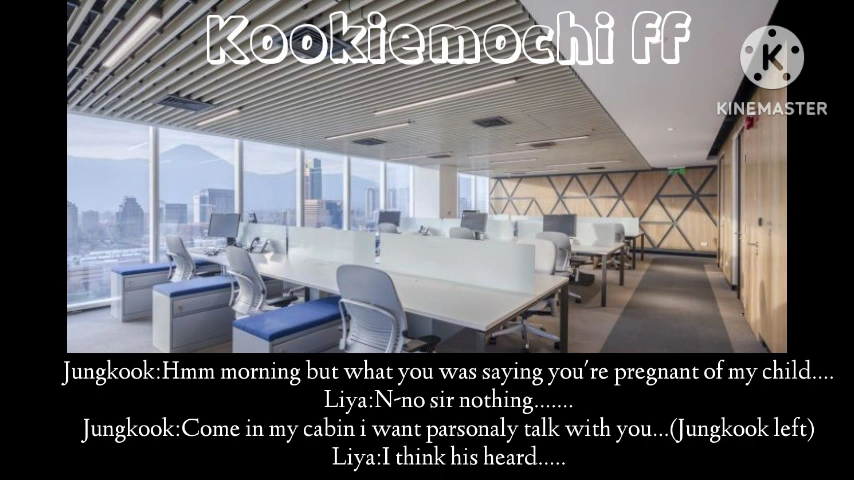 Kookiemochi FF
KINEMASTER
Jungkook:Hmm morning but what you was saying you're pregnant of my child....
Liya:N-no sir nothing.......
Jungkook:Come in my cabin i want parsonaly talk with you...(Jungkook left)
Liya:I think his heard.....